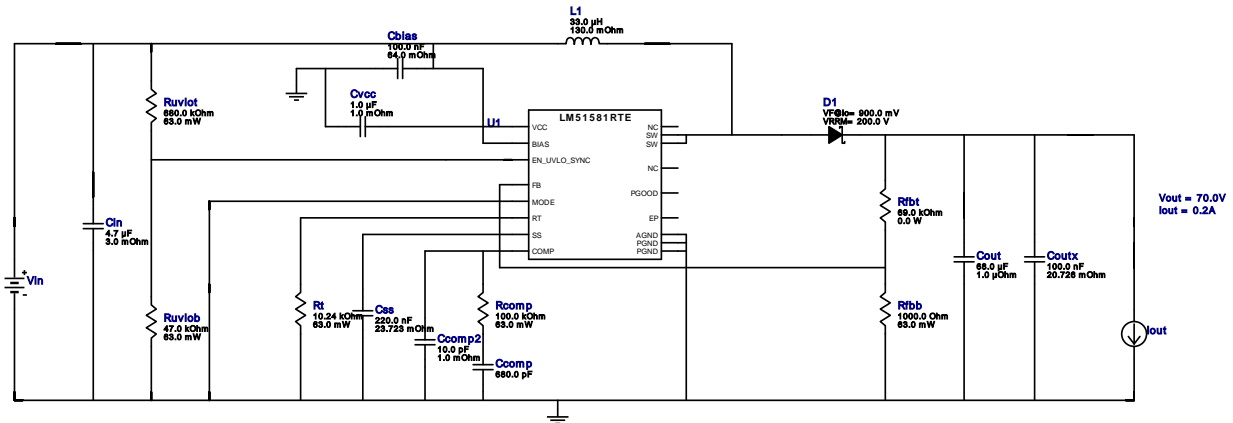 L1
33.0 µH
130.0 mOhm
Cbias
100.0 nF
64.0 mOhm
Cvcc
1.0 µF
1.0 mOhm
Ruvlot
680.0 kOhm
63.0 mW
U1
LM51581RTE
VCC
BIAS
EN_UVLO_SYNC
FB
MODE
RT
SS
COMP
NC
SW
SW
NC
PGOOD
EP
AGND
PGND
PGND
D1
VF@Io= 900.0 mV
VRRM= 200.0 V
Rfbt
69.0 kOhm
0.0 W
Vout = 70.0V
Iout = 0.2A
Cin
4.7 µF
3.0 mOhm
Vin
+
-
Ruvlob
47.0 kOhm
63.0 mW
Rt
10.24 kOhm
63.0 mW
Css
220.0 nF
23.723 mOhm
Ccomp2
10.0 pF
1.0 mOhm
Rcomp
100.0 kOhm
63.0 mW
Ccomp
680.0 pF
Rfbb
1000.0 Ohm
63.0 mW
Cout
68.0 µF
1.0 µOhm
Coutx
100.0 nF
20.726 mOhm
Iout